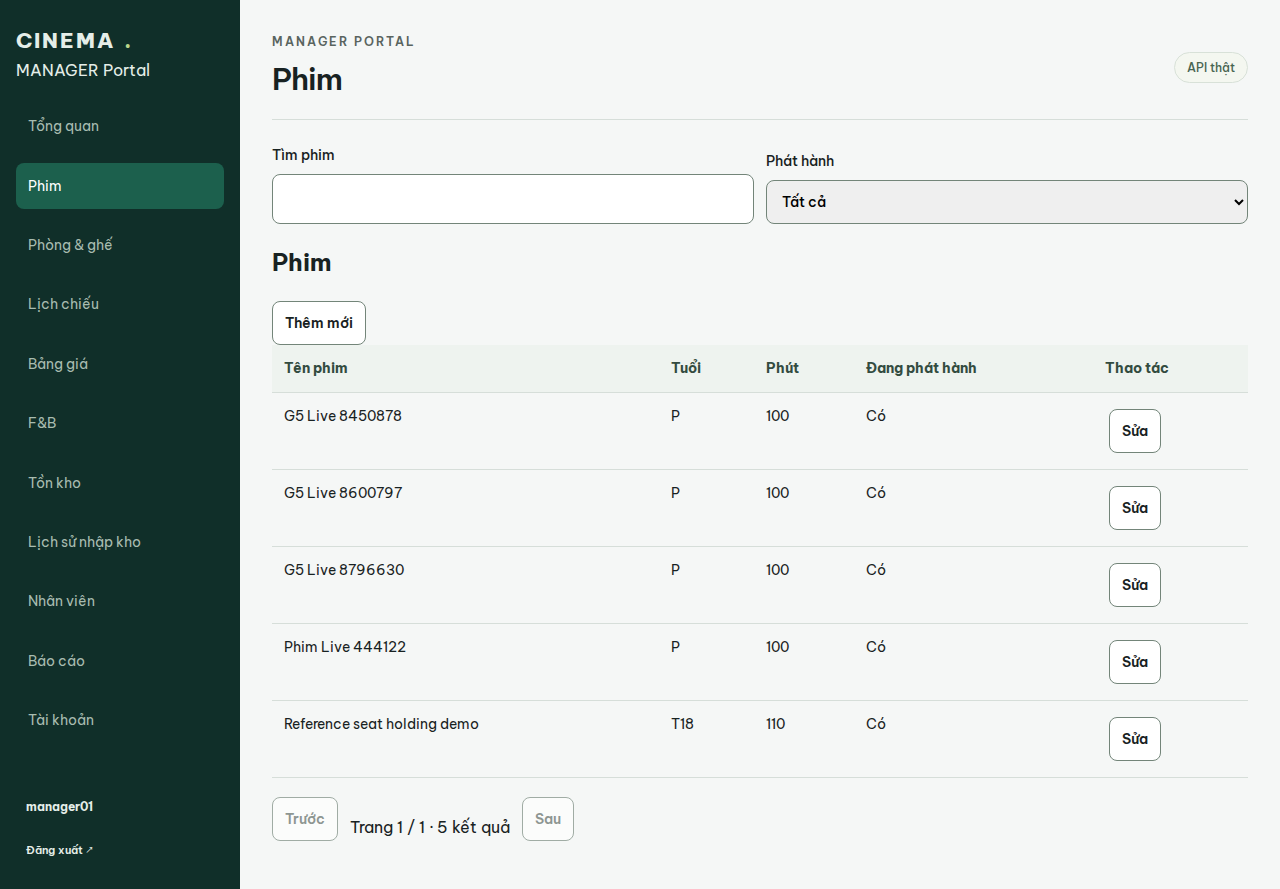 CINEMA .
MANAGER Portal
Tổng quan
Phim
Phòng & ghế
Lịch chiếu
Bảng giá
F&B
Tồn kho
Lịch sử nhập kho
Nhân viên
Báo cáo
Tài khoản
manager01
Đăng xuất ↗
MANAGER PORTAL
Phim
API thật
Tìm phim
Phát hành
Tất cả
Phim
Thêm mới
Tên phim Tuổi Phút Đang phát hành Thao tác
G5 Live 8450878 P 100 Có Sửa
G5 Live 8600797 P 100 Có Sửa
G5 Live 8796630 P 100 Có Sửa
Phim Live 444122 P 100 Có Sửa
Reference seat holding demo T18 110 Có Sửa
Trước Trang 1 / 1 · 5 kết quả Sau